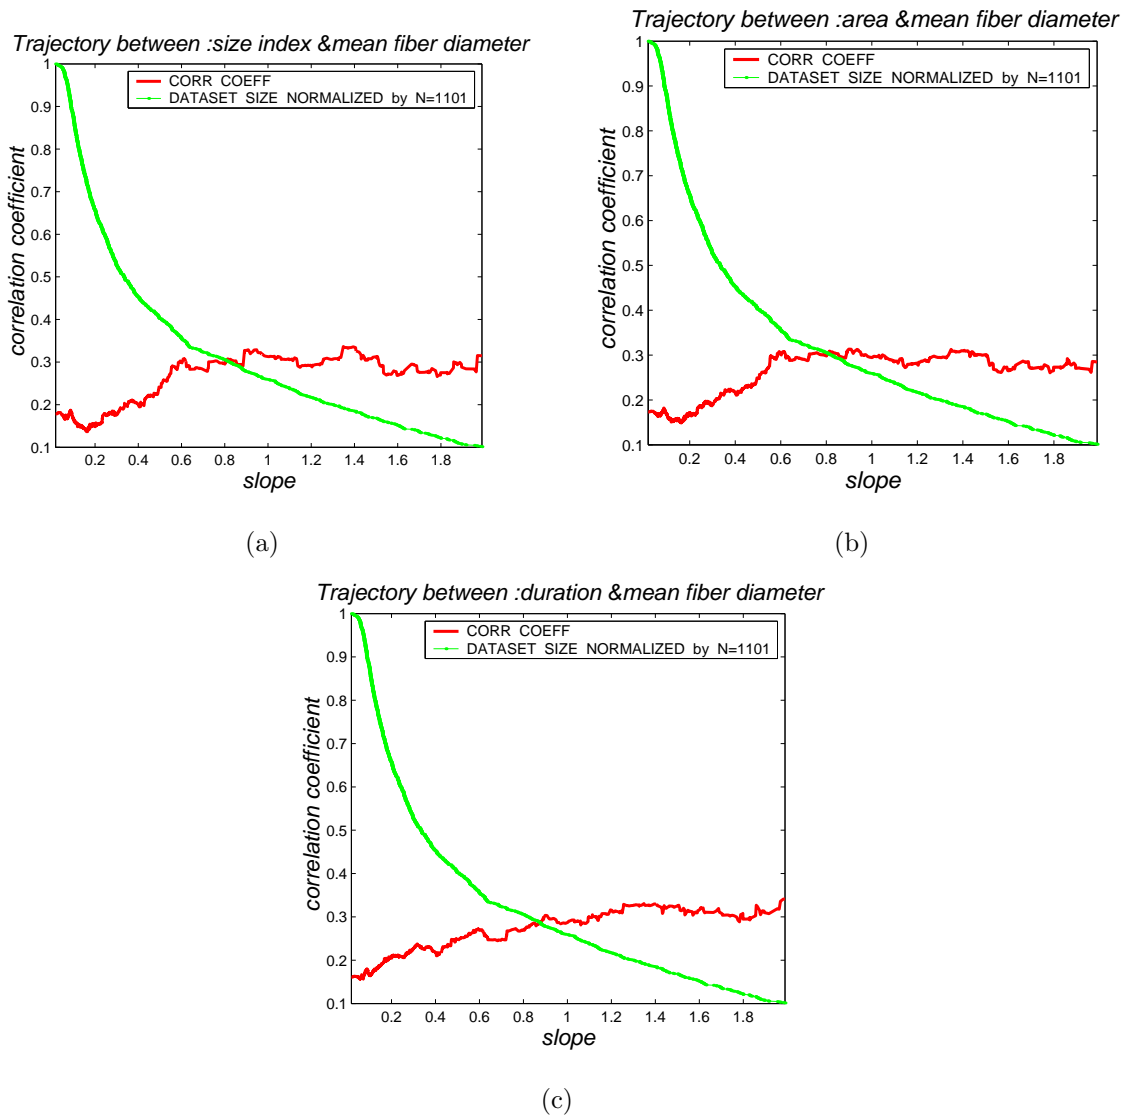 Trajectory between :size index &mean fiber diameter
CORR COEFF
DATASET SIZE NORMALIZED by N=1101
correlation coefficient
1
0.9
0.8
0.7
0.6
0.5
0.4
0.3
0.2
0.1
0.2 0.4 0.6 0.8 1 1.2 1.4 1.6 1.8
slope
(a)
Trajectory between :area &mean fiber diameter
CORR COEFF
DATASET SIZE NORMALIZED by N=1101
correlation coefficient
1
0.9
0.8
0.7
0.6
0.5
0.4
0.3
0.2
0.1
0.2 0.4 0.6 0.8 1 1.2 1.4 1.6 1.8
slope
(b)
Trajectory between :duration &mean fiber diameter
CORR COEFF
DATASET SIZE NORMALIZED by N=1101
correlation coefficient
1
0.9
0.8
0.7
0.6
0.5
0.4
0.3
0.2
0.1
0.2 0.4 0.6 0.8 1 1.2 1.4 1.6 1.8
slope
(c)